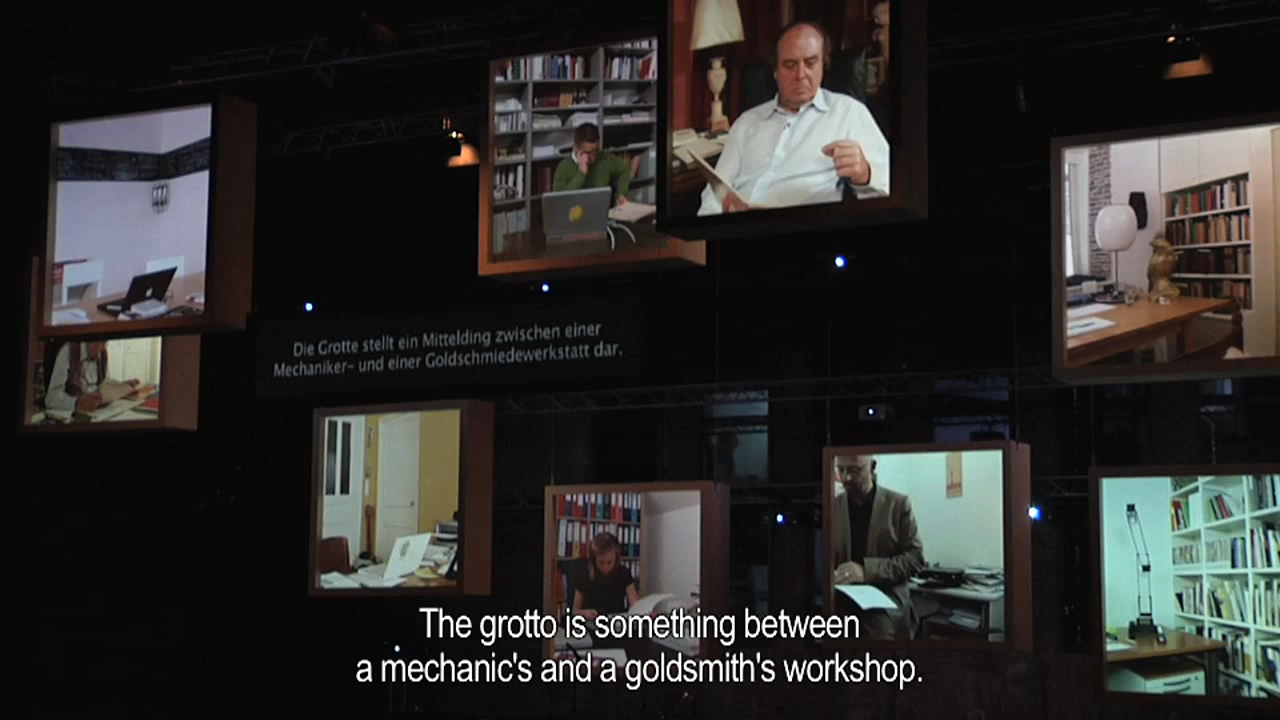 Die Grotte stellt ein Mittelding zwischen einer
Mechaniker- und einer Goldschmiedewerkstatt dar.
The grotto is something between
a mechanic's and a goldsmith's workshop.